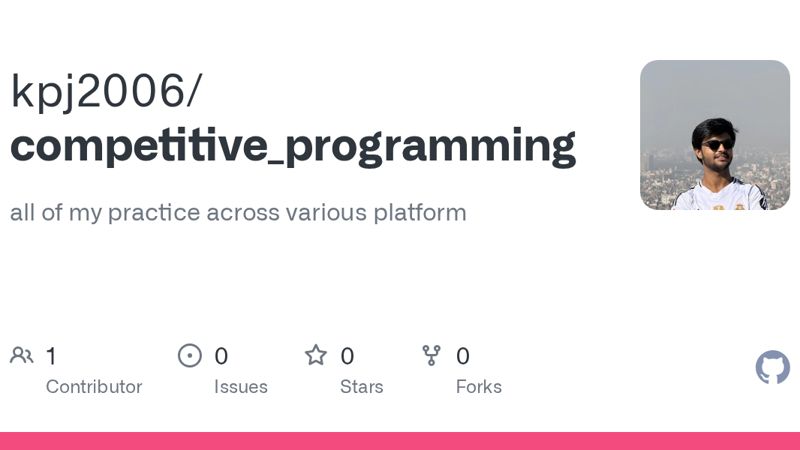 kpj2006/
competitive_programming
all of my practice across various platform
1
Contributor
0
Issues
0
Stars
0
Forks